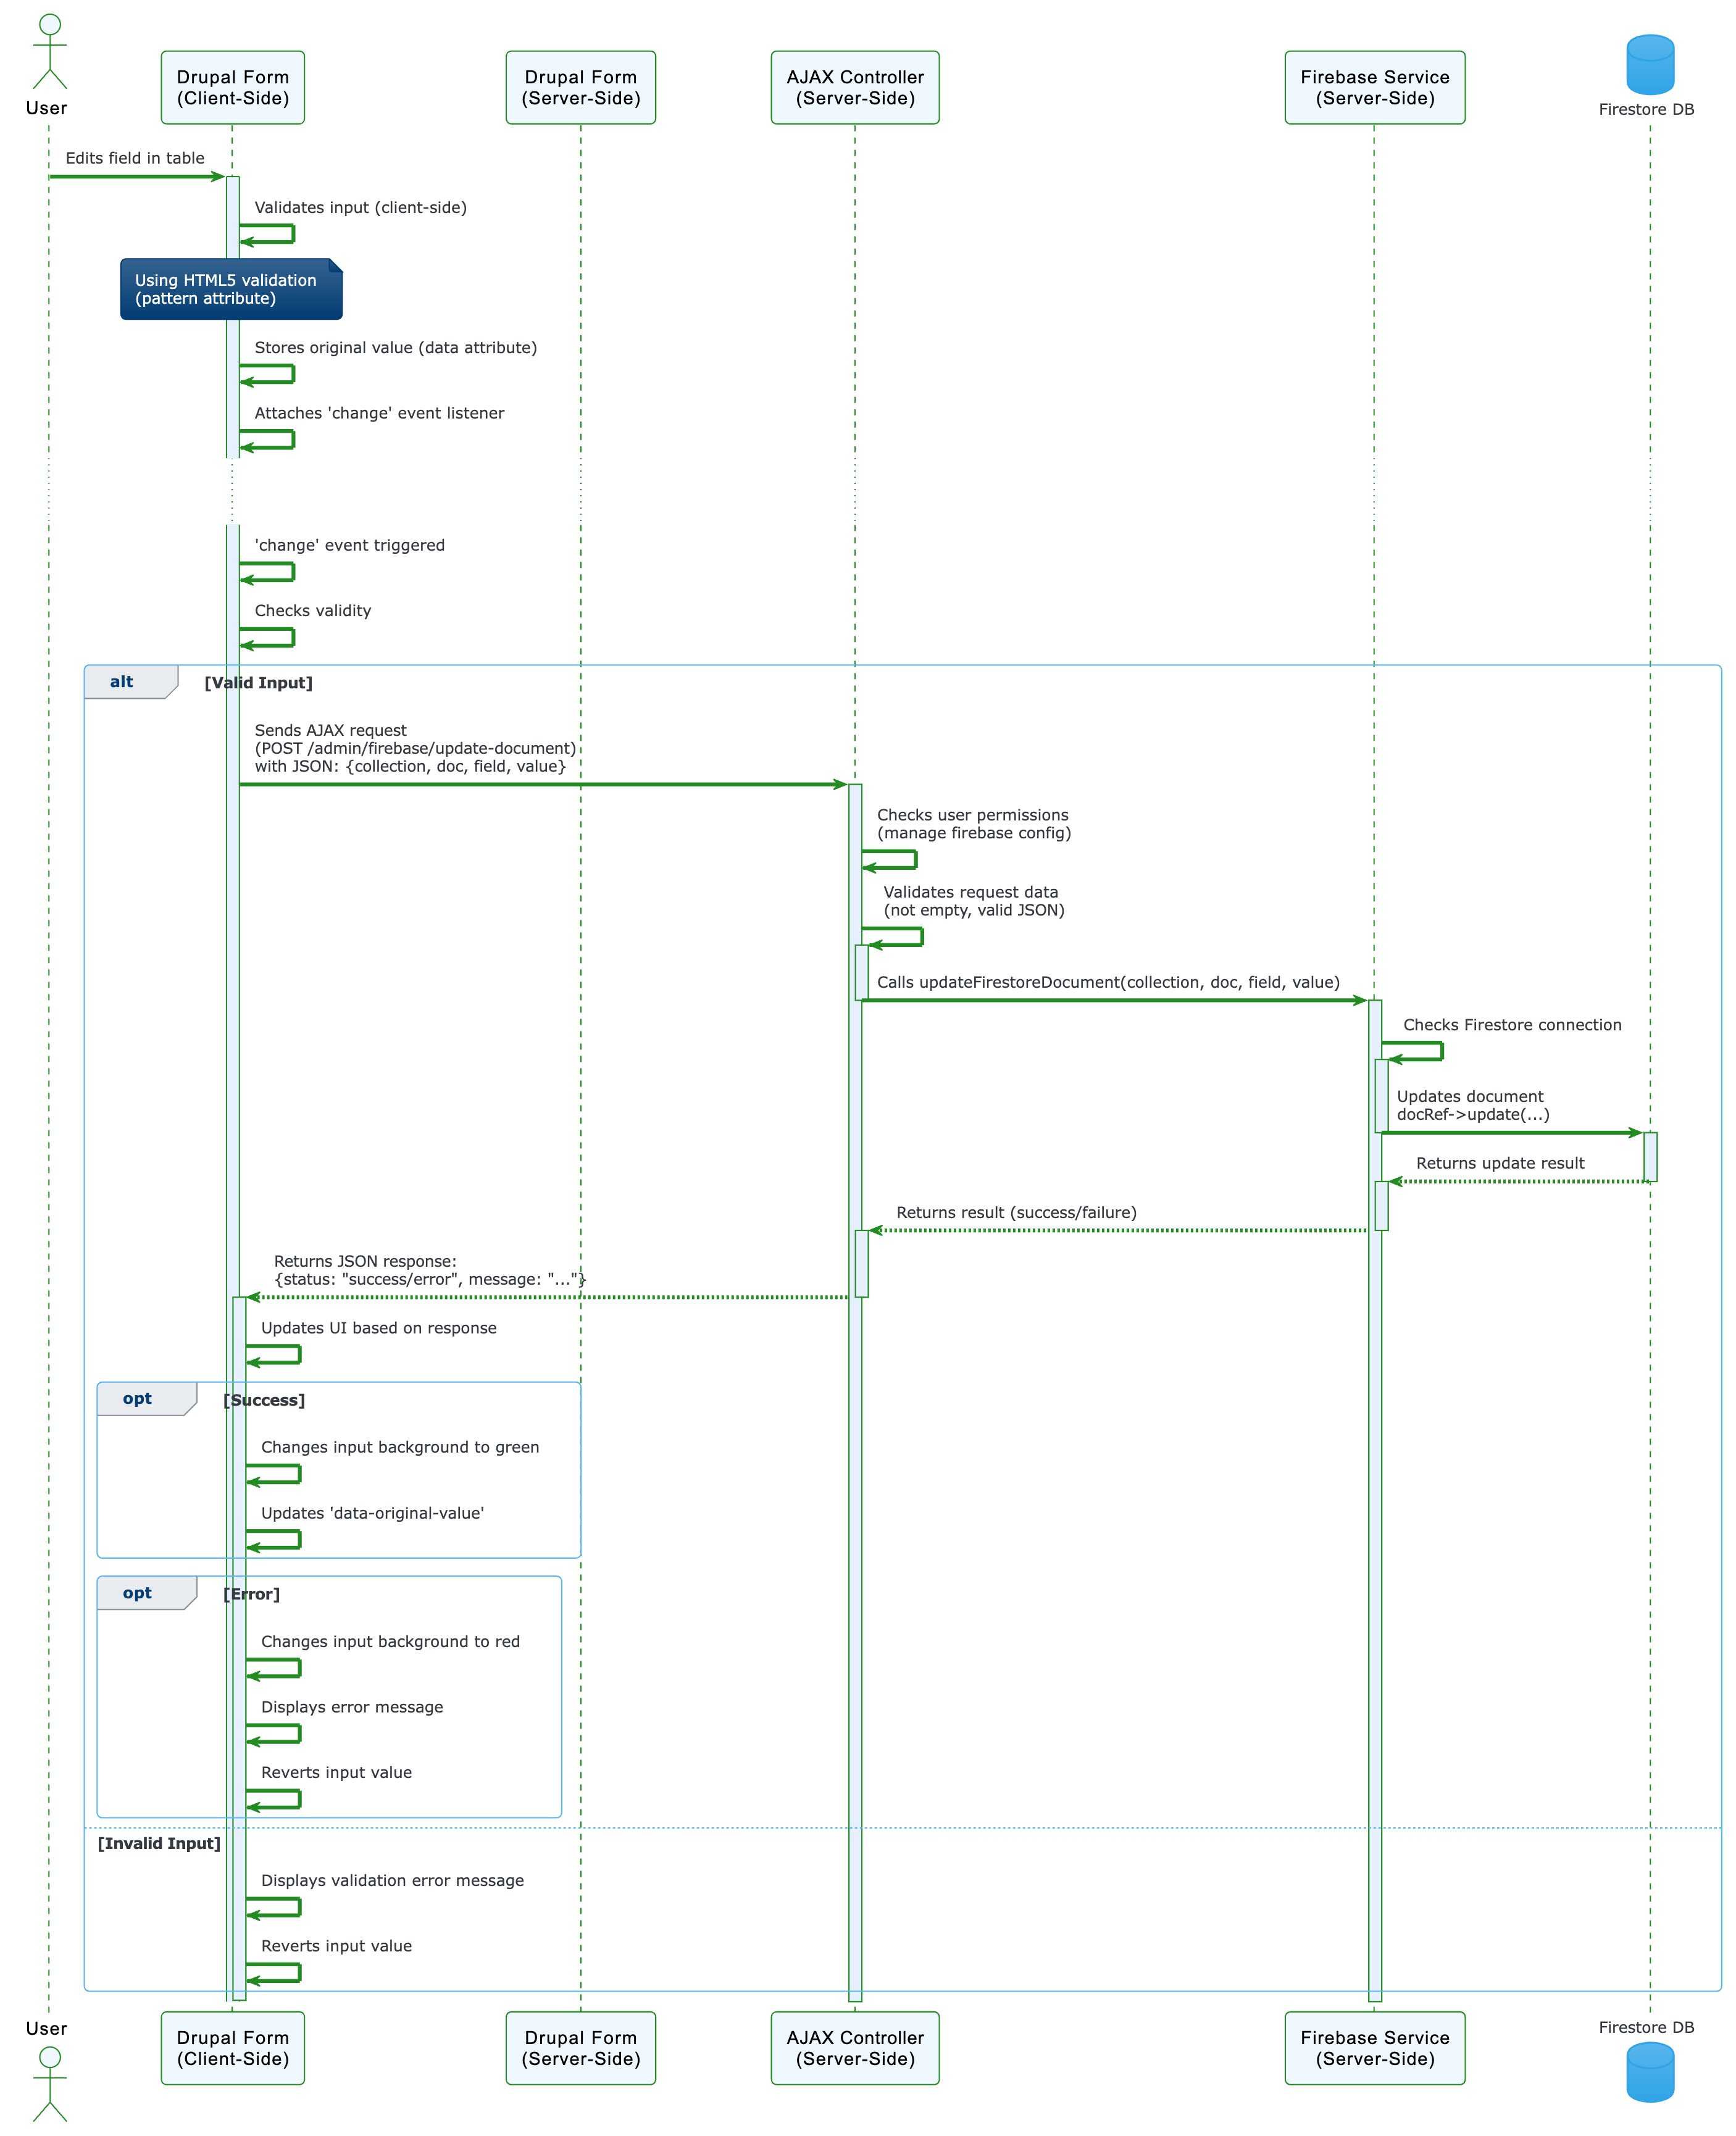 User
Drupal Form
(Client-Side)
Drupal Form
(Server-Side)
AJAX Controller
(Server-Side)
Firebase Service
(Server-Side)
Firestore DB
Edits field in table
Validates input (client-side)
Using HTML5 validation
(pattern attribute)
Stores original value (data attribute)
Attaches 'change' event listener
'change' event triggered
Checks validity
alt
[Valid Input]
Sends AJAX request
(POST /admin/firebase/update-document)
with JSON: {collection, doc, field, value}
Checks user permissions
(manage firebase config)
Validates request data
(not empty, valid JSON)
Calls updateFirestoreDocument(collection, doc, field, value)
Checks Firestore connection
Updates document
docRef->update(...)
Returns update result
Returns result (success/failure)
Returns JSON response:
{status: "success/error", message: "..."}
Updates UI based on response
opt
[Success]
Changes input background to green
Updates 'data-original-value'
opt
[Error]
Changes input background to red
Displays error message
Reverts input value
[Invalid Input]
Displays validation error message
Reverts input value
User
Drupal Form
(Client-Side)
Drupal Form
(Server-Side)
AJAX Controller
(Server-Side)
Firebase Service
(Server-Side)
Firestore DB